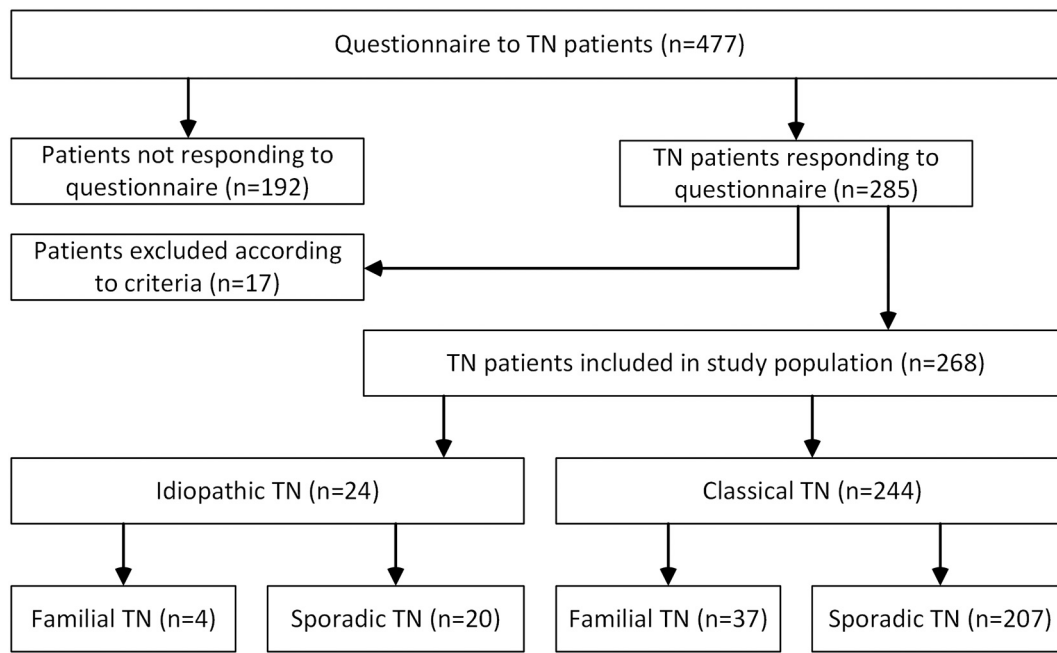 Questionnaire to TN patients (n=477)
Patients not responding to
questionnaire (n=192)
TN patients responding to
questionnaire (n=285)
Patients excluded according
to criteria (n=17)
TN patients included in study population (n=268)
Idiopathic TN (n=24)
Classical TN (n=244)
Familial TN (n=4)
Sporadic TN (n=20)
Familial TN (n=37)
Sporadic TN (n=207)